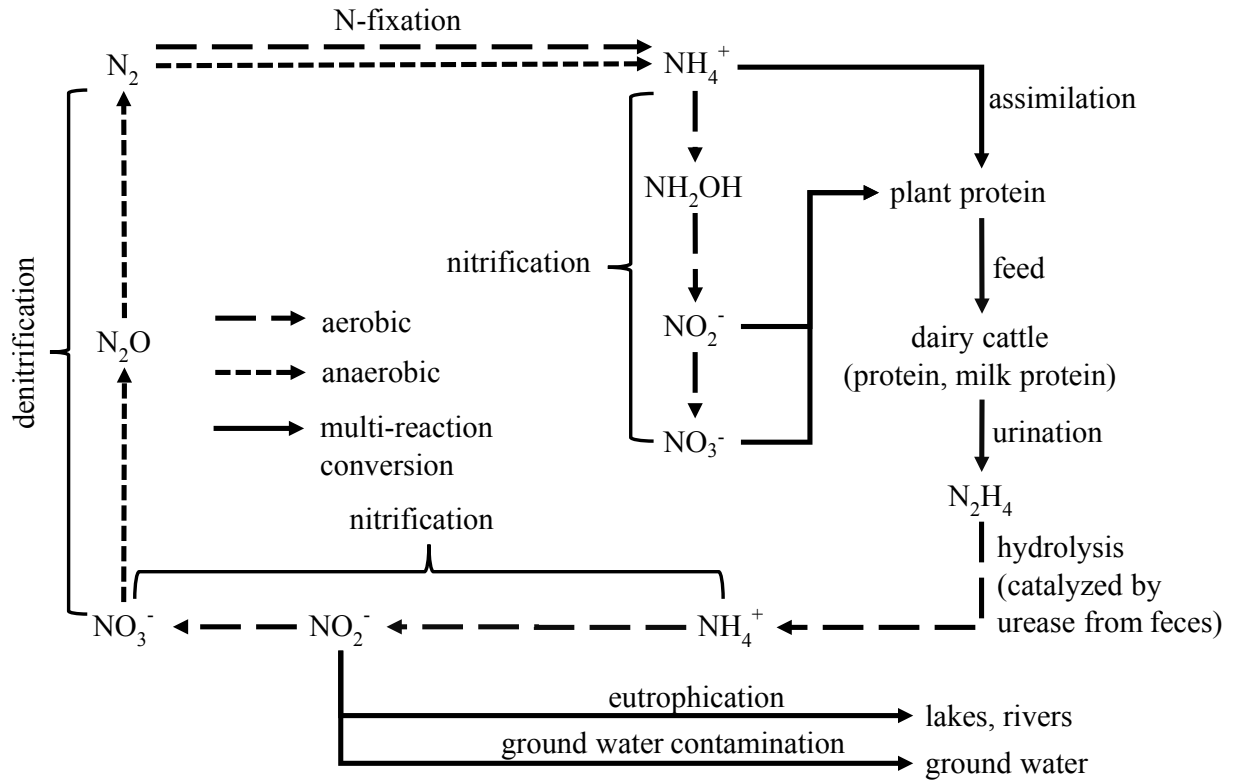 N-fixation
N₂
NH₄⁺
assimilation
NH₂OH
plant protein
nitrification
feed
denitrification
NO₂⁻
aerobic
N₂O
dairy cattle
(protein, milk protein)
anaerobic
multi-reaction
conversion
NO₃⁻
urination
N₂H₄
nitrification
hydrolysis
(catalyzed by
urease from feces)
NO₃⁻
NO₂⁻
NH₄⁺
eutrophication
lakes, rivers
ground water contamination
ground water